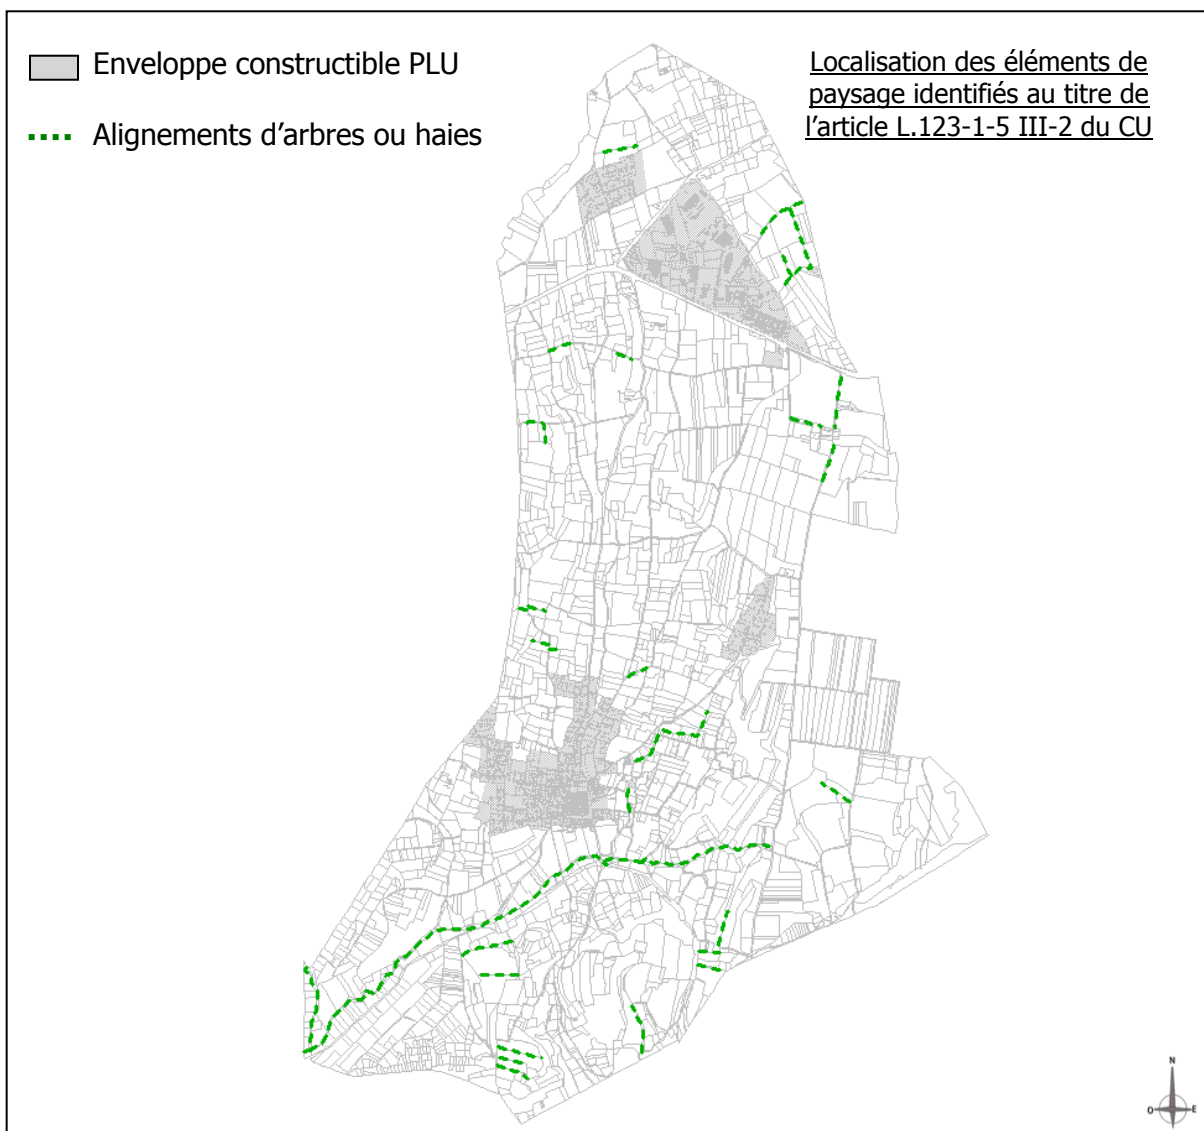 Enveloppe constructible PLU
Alignements d’arbres ou haies
Localisation des éléments de
paysage identifiés au titre de
l’article L.123-1-5 III-2 du CU
N
O E
S